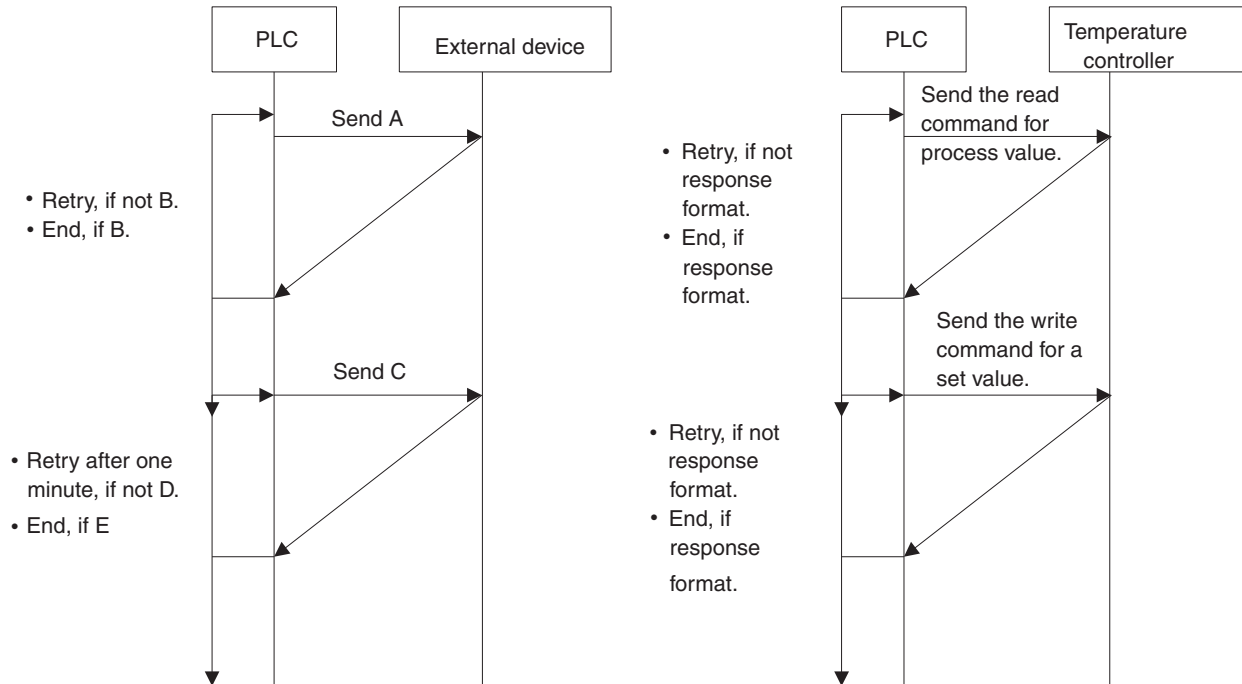 PLC
External device
Send A
• Retry, if not B.
• End, if B.
Send C
• Retry after one
minute, if not D.
• End, if E
PLC
Temperature
controller
Send the read
command for
process value.
• Retry, if not
response
format.
• End, if
response
format.
Send the write
command for a
set value.
• Retry, if not
response
format.
• End, if
response
format.